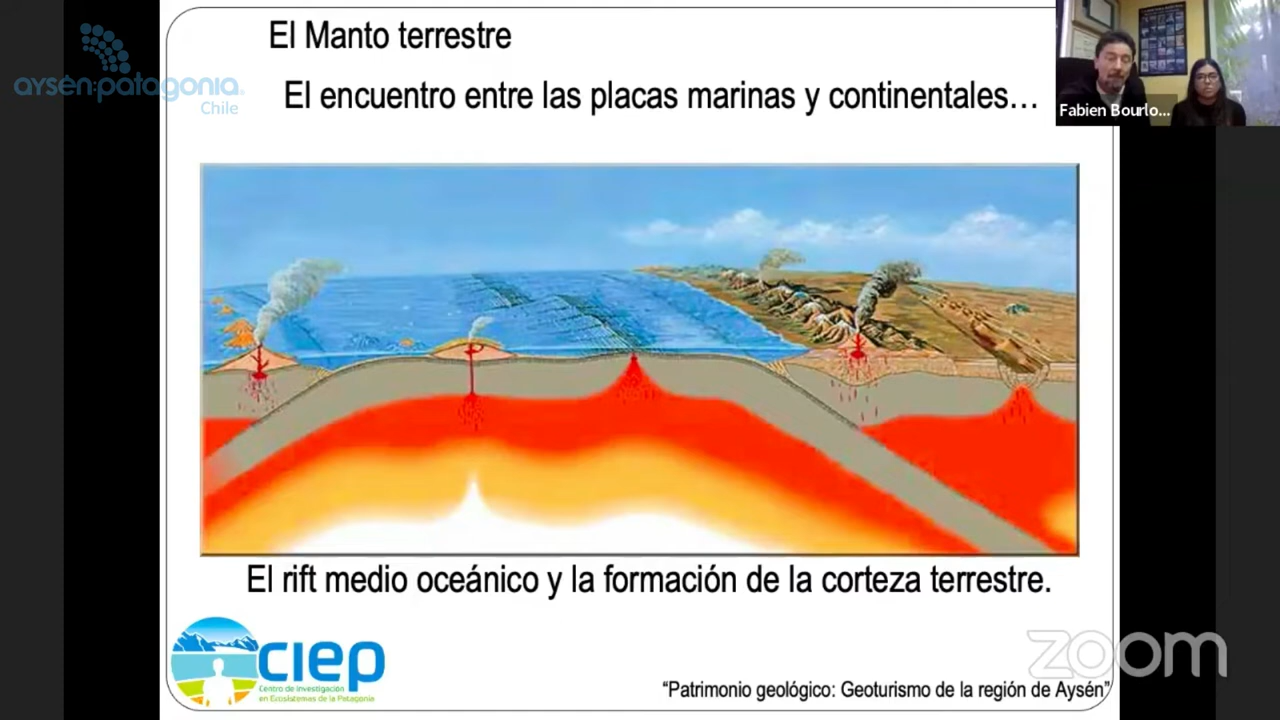 El Manto terrestre
aysén:patagonia
Chile
El encuentro entre las placas marinas y continentales...
Fabien Bourlo...
El rift medio oceánico y la formación de la corteza terrestre.
ciep
Centro de Investigación
en Ecosistemas de la Patagonia
zoom
“Patrimonio geológico: Geoturismo de la región de Aysén”